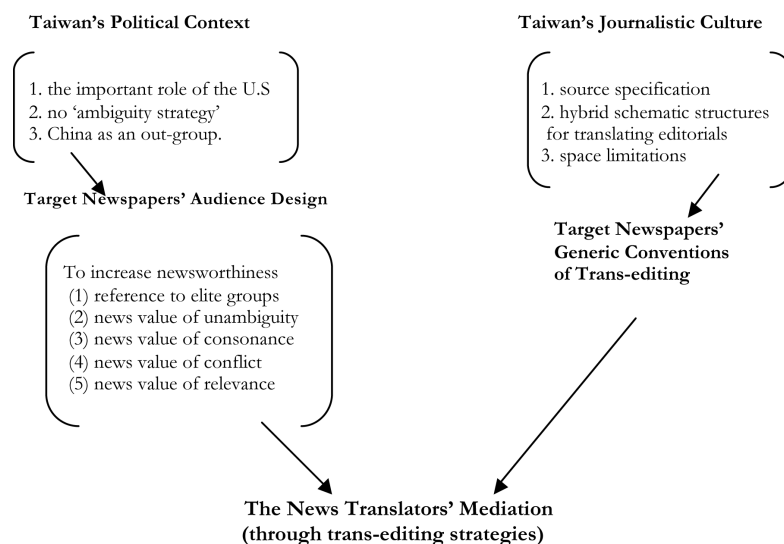 Taiwan's Political Context
1. the important role of the U.S
2. no 'ambiguity strategy'
3. China as an out-group.
Target Newspapers' Audience Design
To increase newsworthiness
(1) reference to elite groups
(2) news value of unambiguity
(3) news value of consonance
(4) news value of conflict
(5) news value of relevance
Taiwan's Journalistic Culture
1. source specification
2. hybrid schematic structures
for translating editorials
3. space limitations
Target Newspapers'
Generic Conventions
of Trans-editing
The News Translators' Mediation
(through trans-editing strategies)